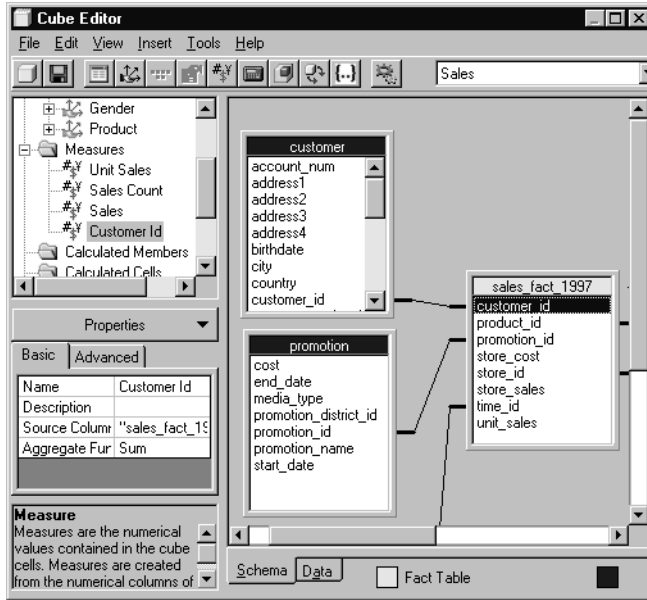 Cube Editor
File Edit View Insert Tools Help
Sales
Gender
Product
Measures
Unit Sales
Sales Count
Sales
Customer Id
Calculated Members
Calculated Cells
Properties
Basic Advanced
Name Customer Id
Description
Source Colum "sales_fact_19
Aggregate Fur Sum
Measure
Measures are the numerical
values contained in the cube
cells. Measures are created
from the numerical columns of
customer
account_num
address1
address2
address3
address4
birthdate
city
country
customer_id
promotion
cost
end_date
media_type
promotion_district_id
promotion_id
promotion_name
start_date
sales_fact_1997
customer_id
product_id
promotion_id
store_cost
store_id
store_sales
time_id
unit_sales
Schema Data Fact Table